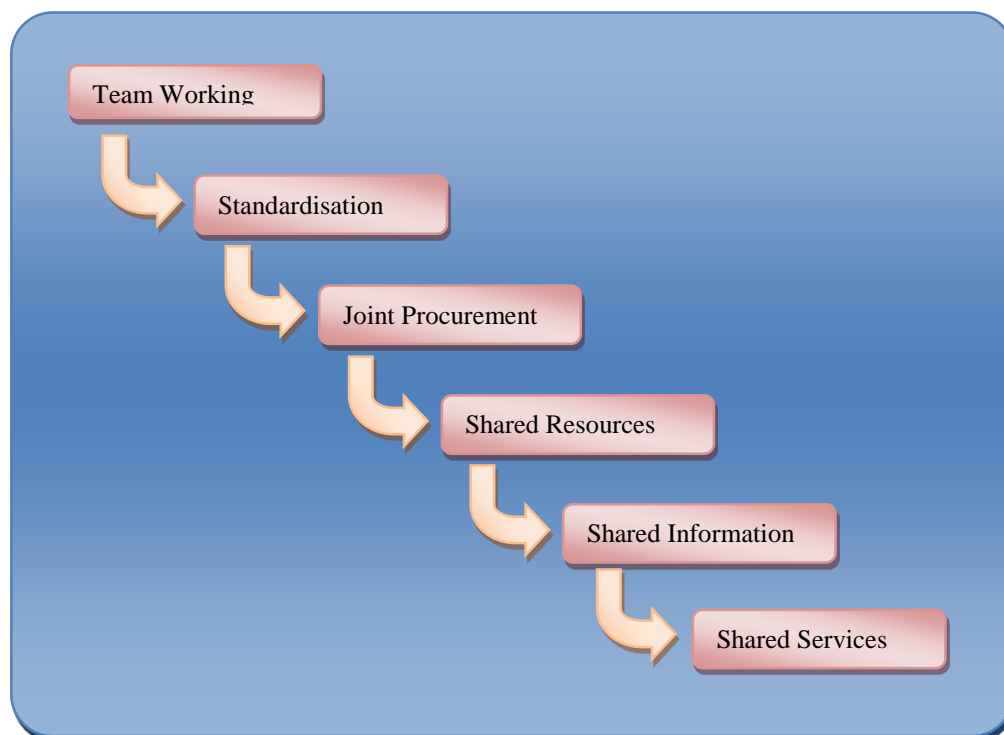 Team Working
Standardisation
Joint Procurement
Shared Resources
Shared Information
Shared Services